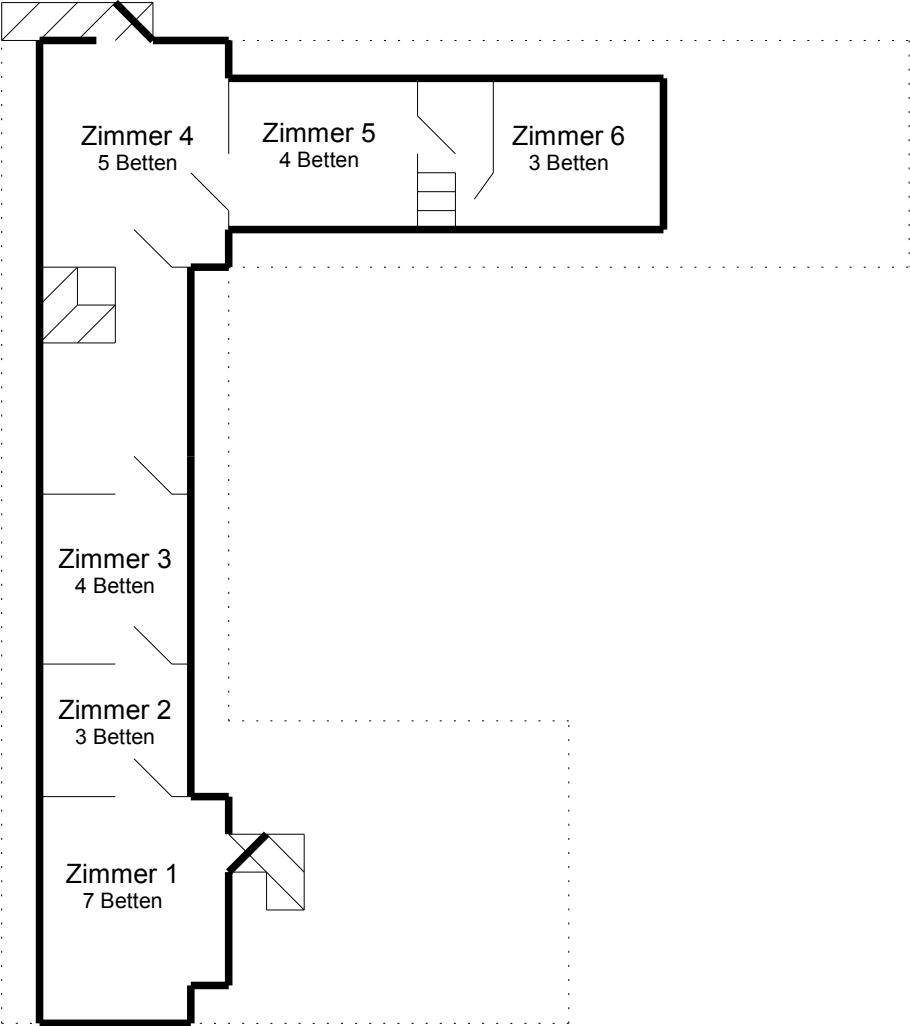 Zimmer 4
5 Betten
Zimmer 5
4 Betten
Zimmer 6
3 Betten
Zimmer 3
4 Betten
Zimmer 2
3 Betten
Zimmer 1
7 Betten